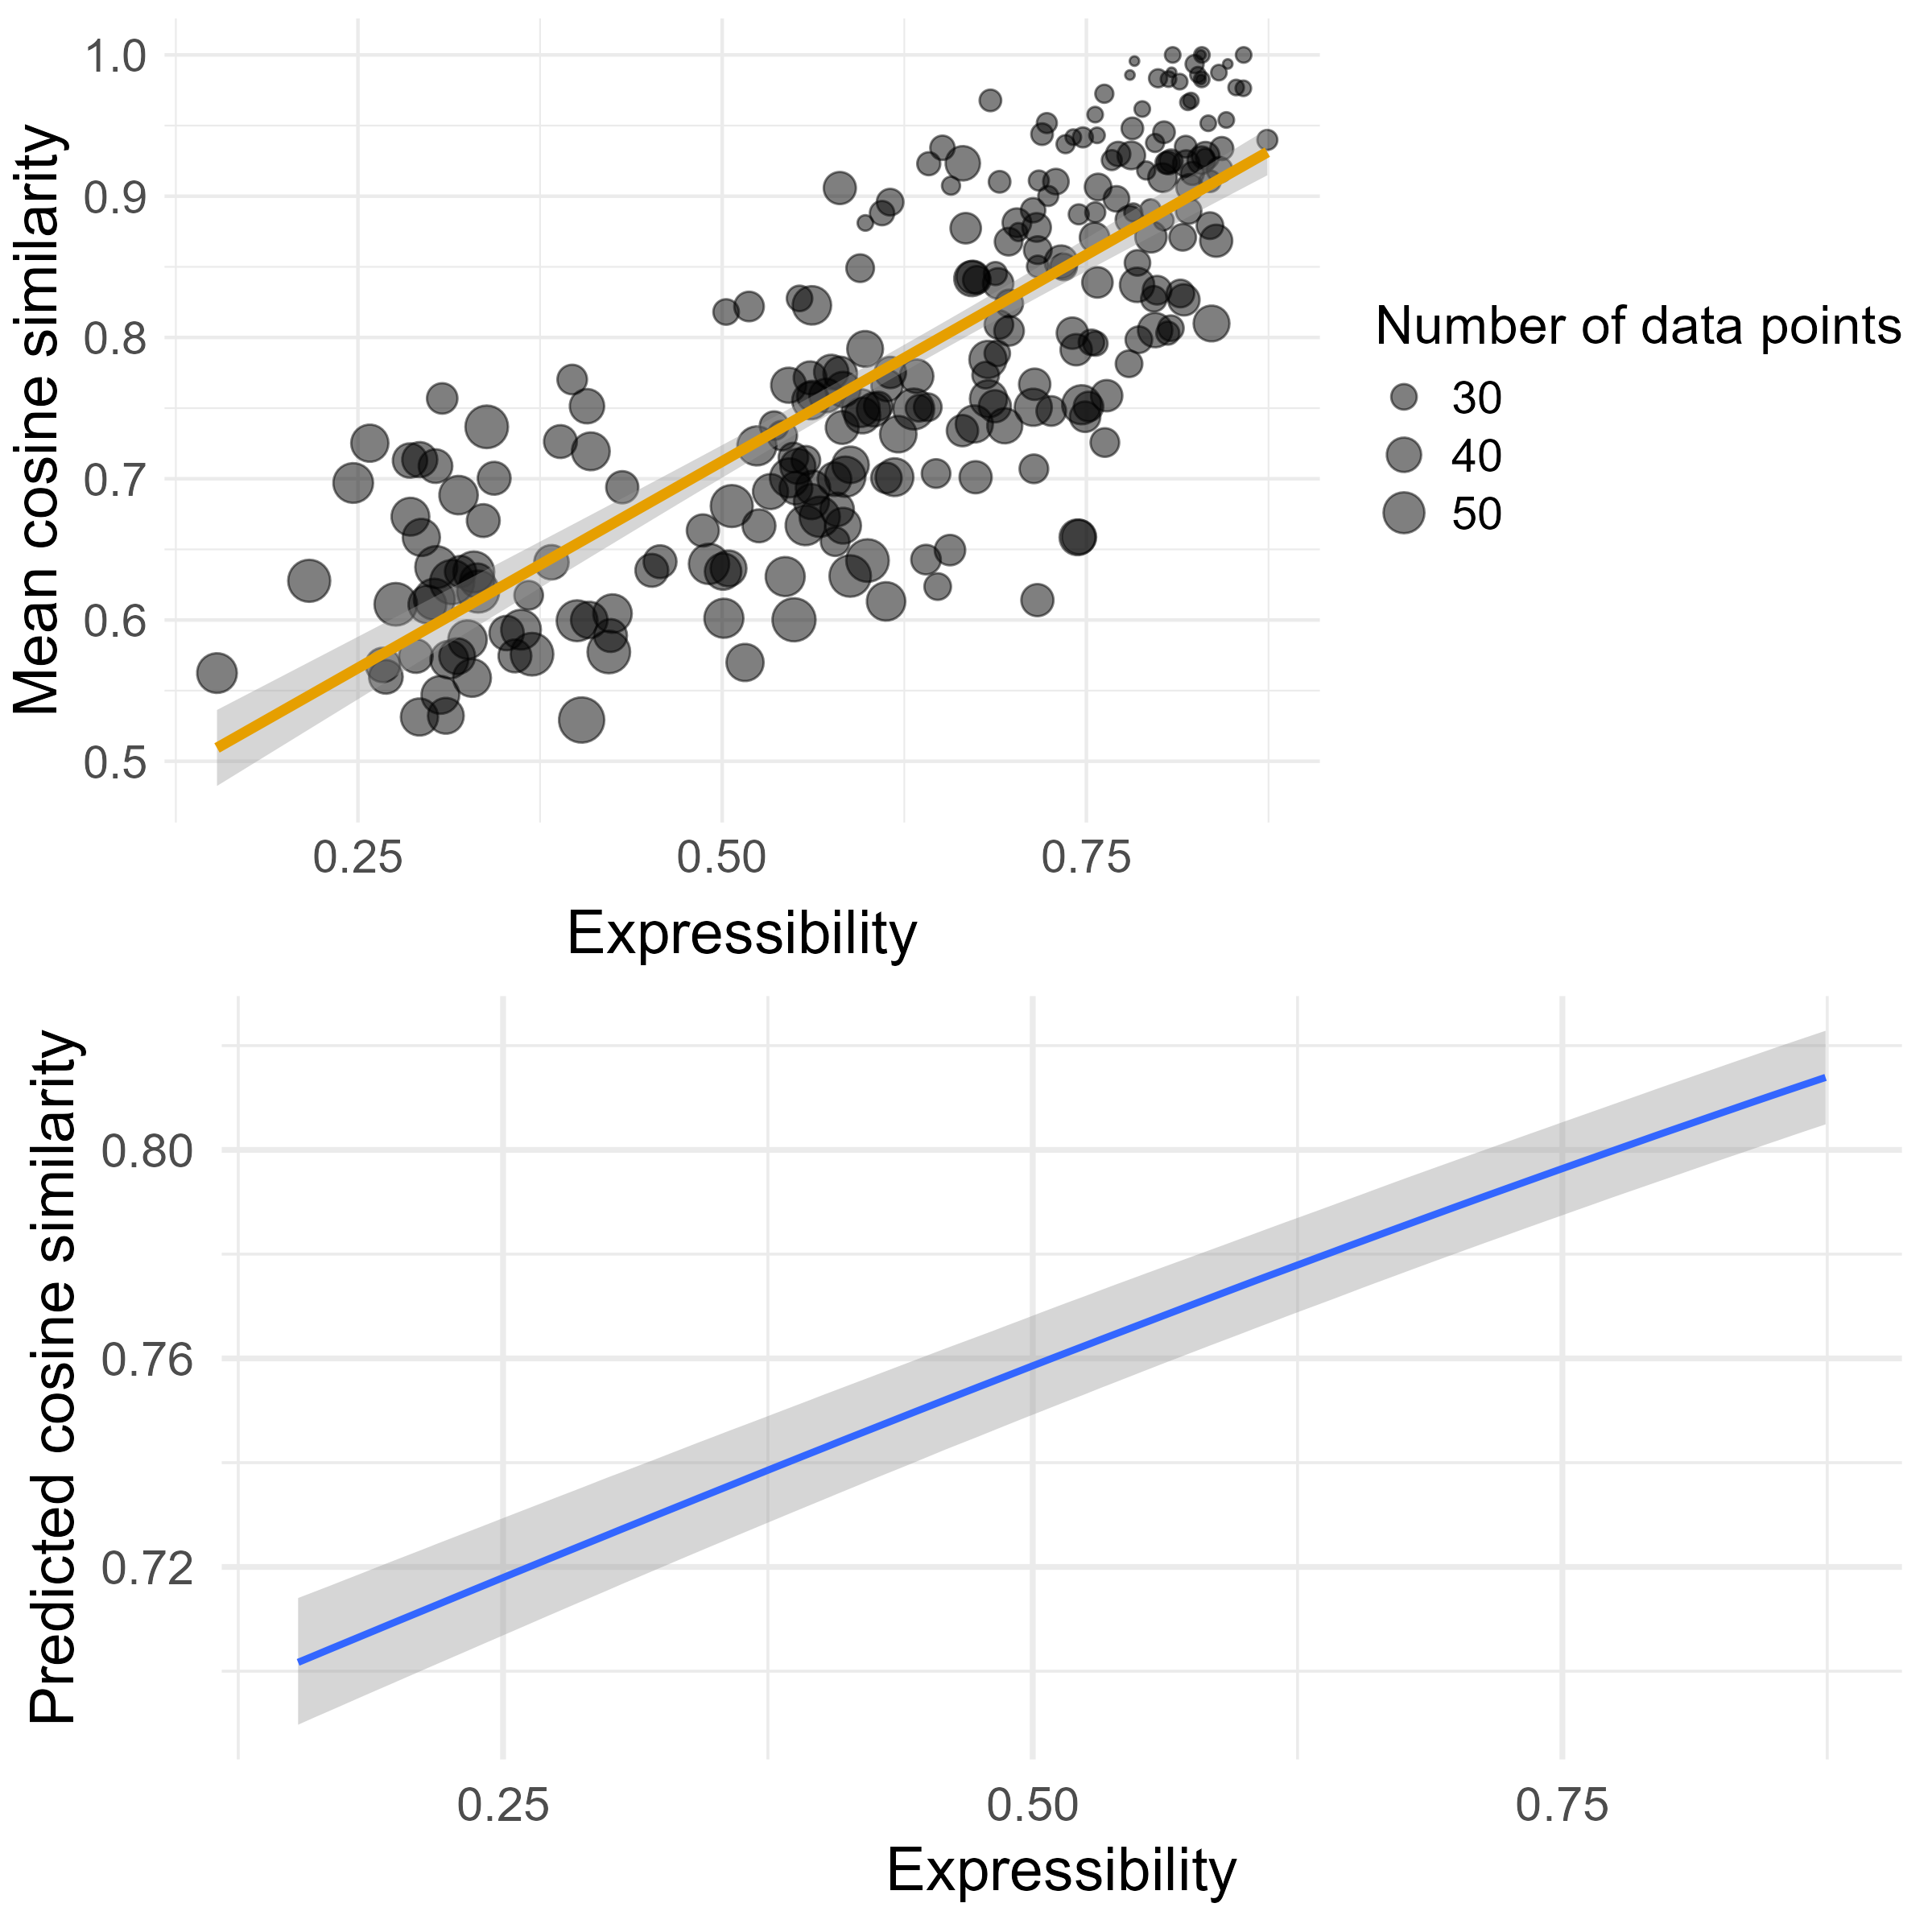 Mean cosine similarity
1.0
0.9
0.8
0.7
0.6
0.5
0.25 0.50 0.75
Expressibility
Number of data points
30
40
50
Predicted cosine similarity
0.80
0.76
0.72
0.25 0.50 0.75
Expressibility